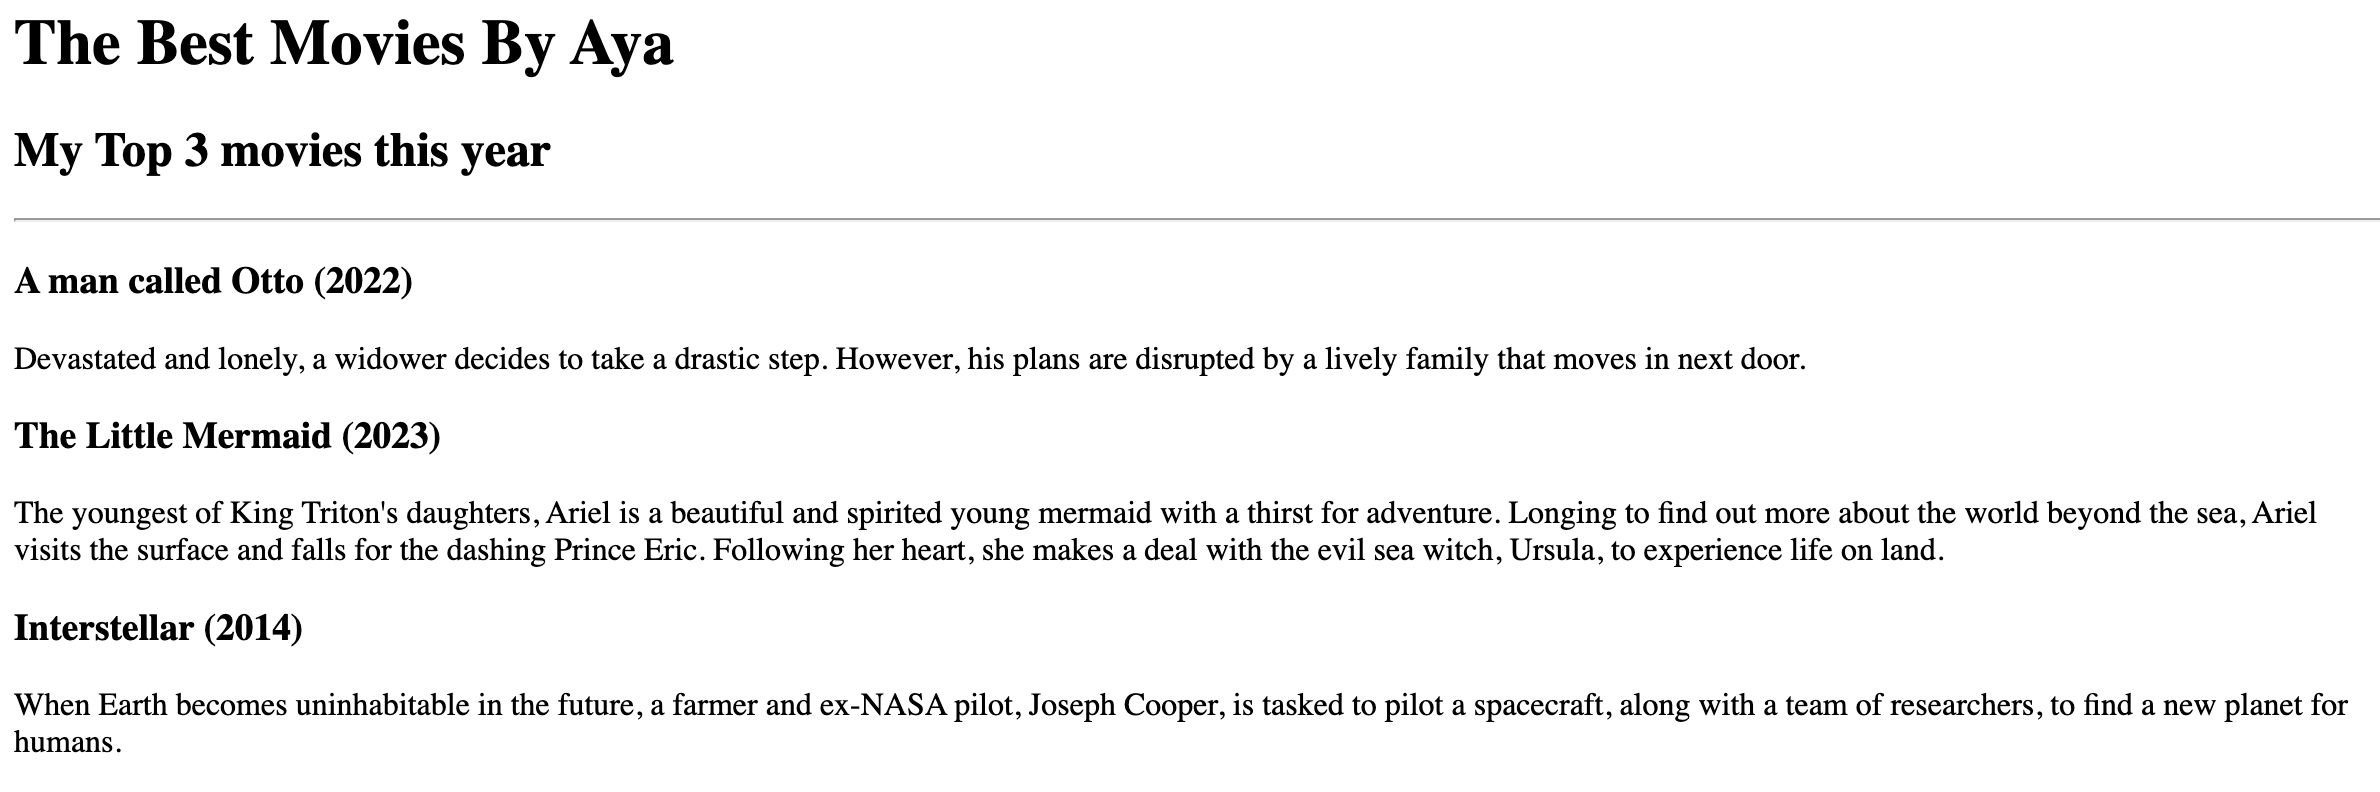 The Best Movies By Aya
My Top 3 movies this year
A man called Otto (2022)
Devastated and lonely, a widower decides to take a drastic step. However, his plans are disrupted by a lively family that moves in next door.
The Little Mermaid (2023)
The youngest of King Triton's daughters, Ariel is a beautiful and spirited young mermaid with a thirst for adventure. Longing to find out more about the world beyond the sea, Ariel
visits the surface and falls for the dashing Prince Eric. Following her heart, she makes a deal with the evil sea witch, Ursula, to experience life on land.
Interstellar (2014)
When Earth becomes uninhabitable in the future, a farmer and ex-NASA pilot, Joseph Cooper, is tasked to pilot a spacecraft, along with a team of researchers, to find a new planet for
humans.